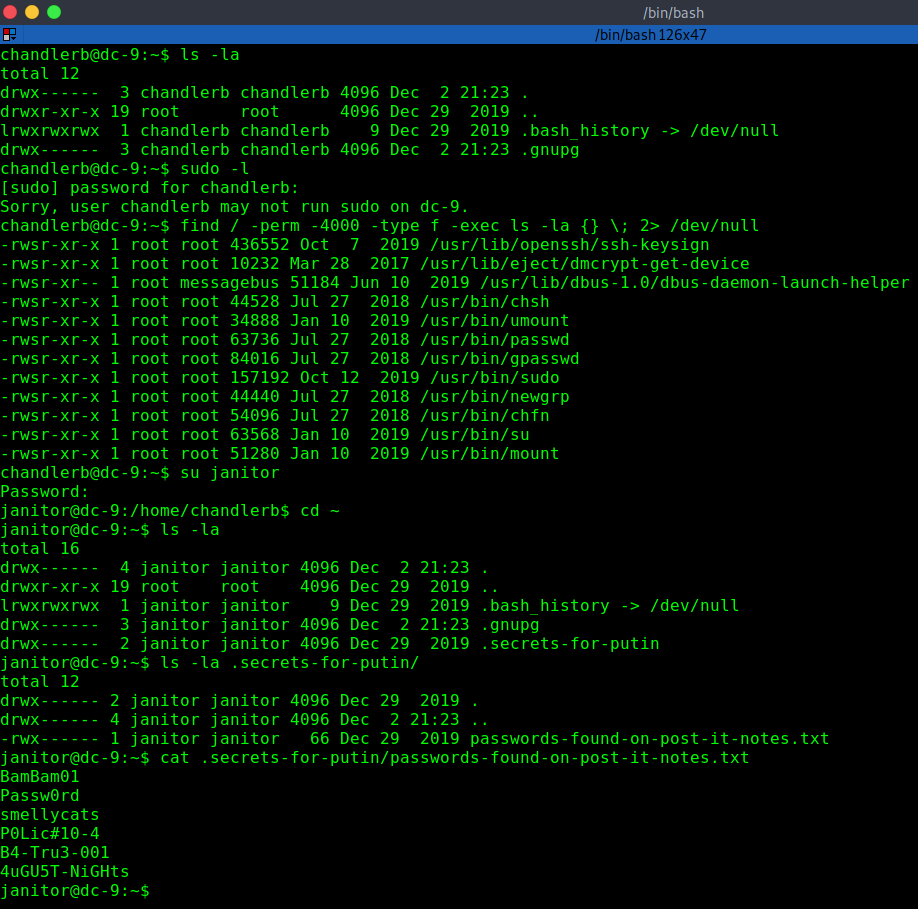 /bin/bash
/bin/bash 126x47
chandlerb@dc-9:~$ ls -la
total 12
drwx------  3 chandlerb chandlerb 4096 Dec  2 21:23 .
drwxr-xr-x 19 root      root      4096 Dec 29  2019 ..
lrwxrwxrwx  1 chandlerb chandlerb    9 Dec 29  2019 .bash_history -> /dev/null
drwx------  3 chandlerb chandlerb 4096 Dec  2 21:23 .gnupg
chandlerb@dc-9:~$ sudo -l
[sudo] password for chandlerb:
Sorry, user chandlerb may not run sudo on dc-9.
chandlerb@dc-9:~$ find / -perm -4000 -type f -exec ls -la {} \; 2> /dev/null
-rwsr-xr-x 1 root root 436552 Oct  7  2019 /usr/lib/openssh/ssh-keysign
-rwsr-xr-x 1 root root 10232 Mar 28  2017 /usr/lib/eject/dmcrypt-get-device
-rwsr-xr-- 1 root messagebus 51184 Jun 10  2019 /usr/lib/dbus-1.0/dbus-daemon-launch-helper
-rwsr-xr-x 1 root root 44528 Jul 27  2018 /usr/bin/chsh
-rwsr-xr-x 1 root root 34888 Jan 10  2019 /usr/bin/umount
-rwsr-xr-x 1 root root 63736 Jul 27  2018 /usr/bin/passwd
-rwsr-xr-x 1 root root 84016 Jul 27  2018 /usr/bin/gpasswd
-rwsr-xr-x 1 root root 157192 Oct 12  2019 /usr/bin/sudo
-rwsr-xr-x 1 root root 44440 Jul 27  2018 /usr/bin/newgrp
-rwsr-xr-x 1 root root 54096 Jul 27  2018 /usr/bin/chfn
-rwsr-xr-x 1 root root 63568 Jan 10  2019 /usr/bin/su
-rwsr-xr-x 1 root root 51280 Jan 10  2019 /usr/bin/mount
chandlerb@dc-9:~$ su janitor
Password:
janitor@dc-9:/home/chandlerb$ cd ~
janitor@dc-9:~$ ls -la
total 16
drwx------  4 janitor janitor 4096 Dec  2 21:23 .
drwxr-xr-x 19 root    root    4096 Dec 29  2019 ..
lrwxrwxrwx  1 janitor janitor    9 Dec 29  2019 .bash_history -> /dev/null
drwx------  3 janitor janitor 4096 Dec  2 21:23 .gnupg
drwx------  2 janitor janitor 4096 Dec 29  2019 .secrets-for-putin
janitor@dc-9:~$ ls -la .secrets-for-putin/
total 12
drwx------ 2 janitor janitor 4096 Dec 29  2019 .
drwx------ 4 janitor janitor 4096 Dec  2 21:23 ..
-rwx------ 1 janitor janitor   66 Dec 29  2019 passwords-found-on-post-it-notes.txt
janitor@dc-9:~$ cat .secrets-for-putin/passwords-found-on-post-it-notes.txt
BamBam01
Passw0rd
smellycats
P0Lic#10-4
B4-Tru3-001
4uGU5T-NiGHts
janitor@dc-9:~$